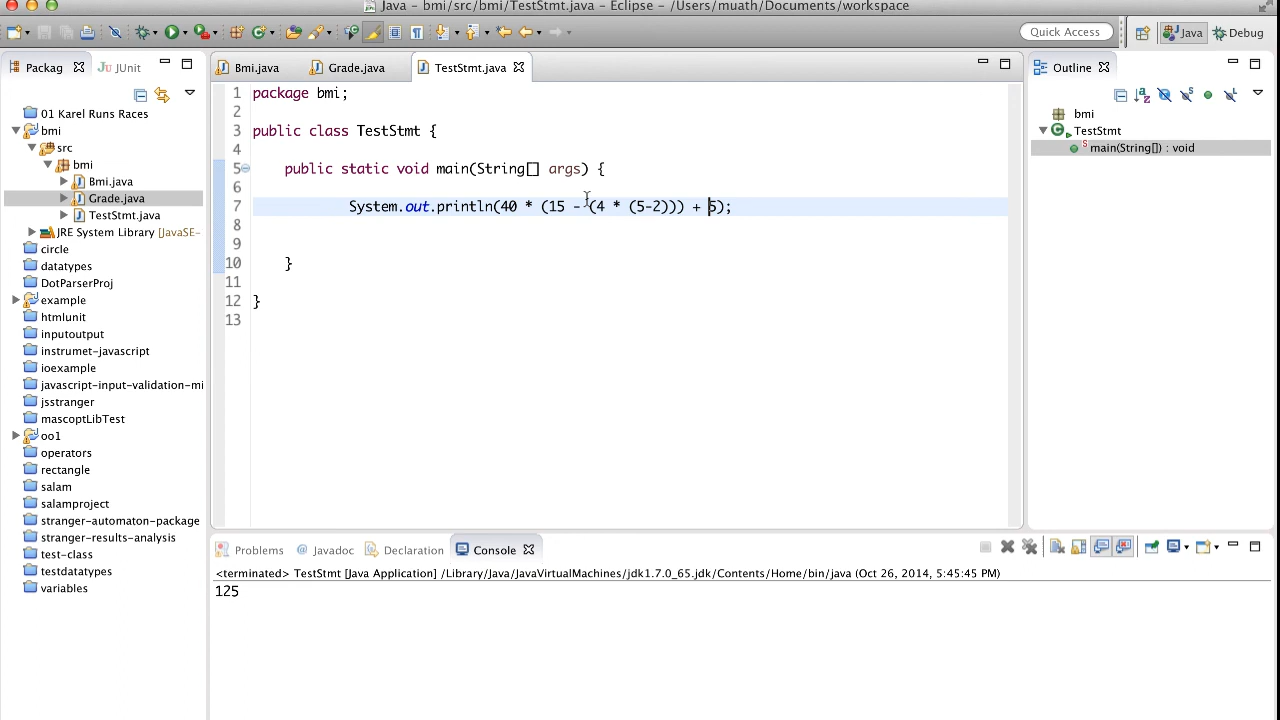 Java - bmi/src/bmi/TestStmt.java - Eclipse - /Users/muath/Documents/workspace
Quick Access
Java
Debug
Packag
JUnit
01 Karel Runs Races
bmi
src
bmi
Bmi.java
Grade.java
TestStmt.java
JRE System Library [JavaSE-
circle
datatypes
DotParserProj
example
htmlunit
inputoutput
instrumet-javascript
ioexample
javascript-input-validation-mi
jsstranger
mascoptLibTest
oo1
operators
rectangle
salam
salamproject
stranger-automaton-package
stranger-results-analysis
test-class
testdatatypes
variables
Bmi.java
Grade.java
TestStmt.java
1 package bmi;
2
3 public class TestStmt {
4
5 public static void main(String[] args) {
6
7 System.out.println(40 * (15 - (4 * (5-2))) + 5);
8
9
10 }
11
12 }
13
Outline
bmi
TestStmt
main(String[]) : void
Problems
Javadoc
Declaration
Console
<terminated> TestStmt [Java Application] /Library/Java/JavaVirtualMachines/jdk1.7.0_65.jdk/Contents/Home/bin/java (Oct 26, 2014, 5:45:45 PM)
125